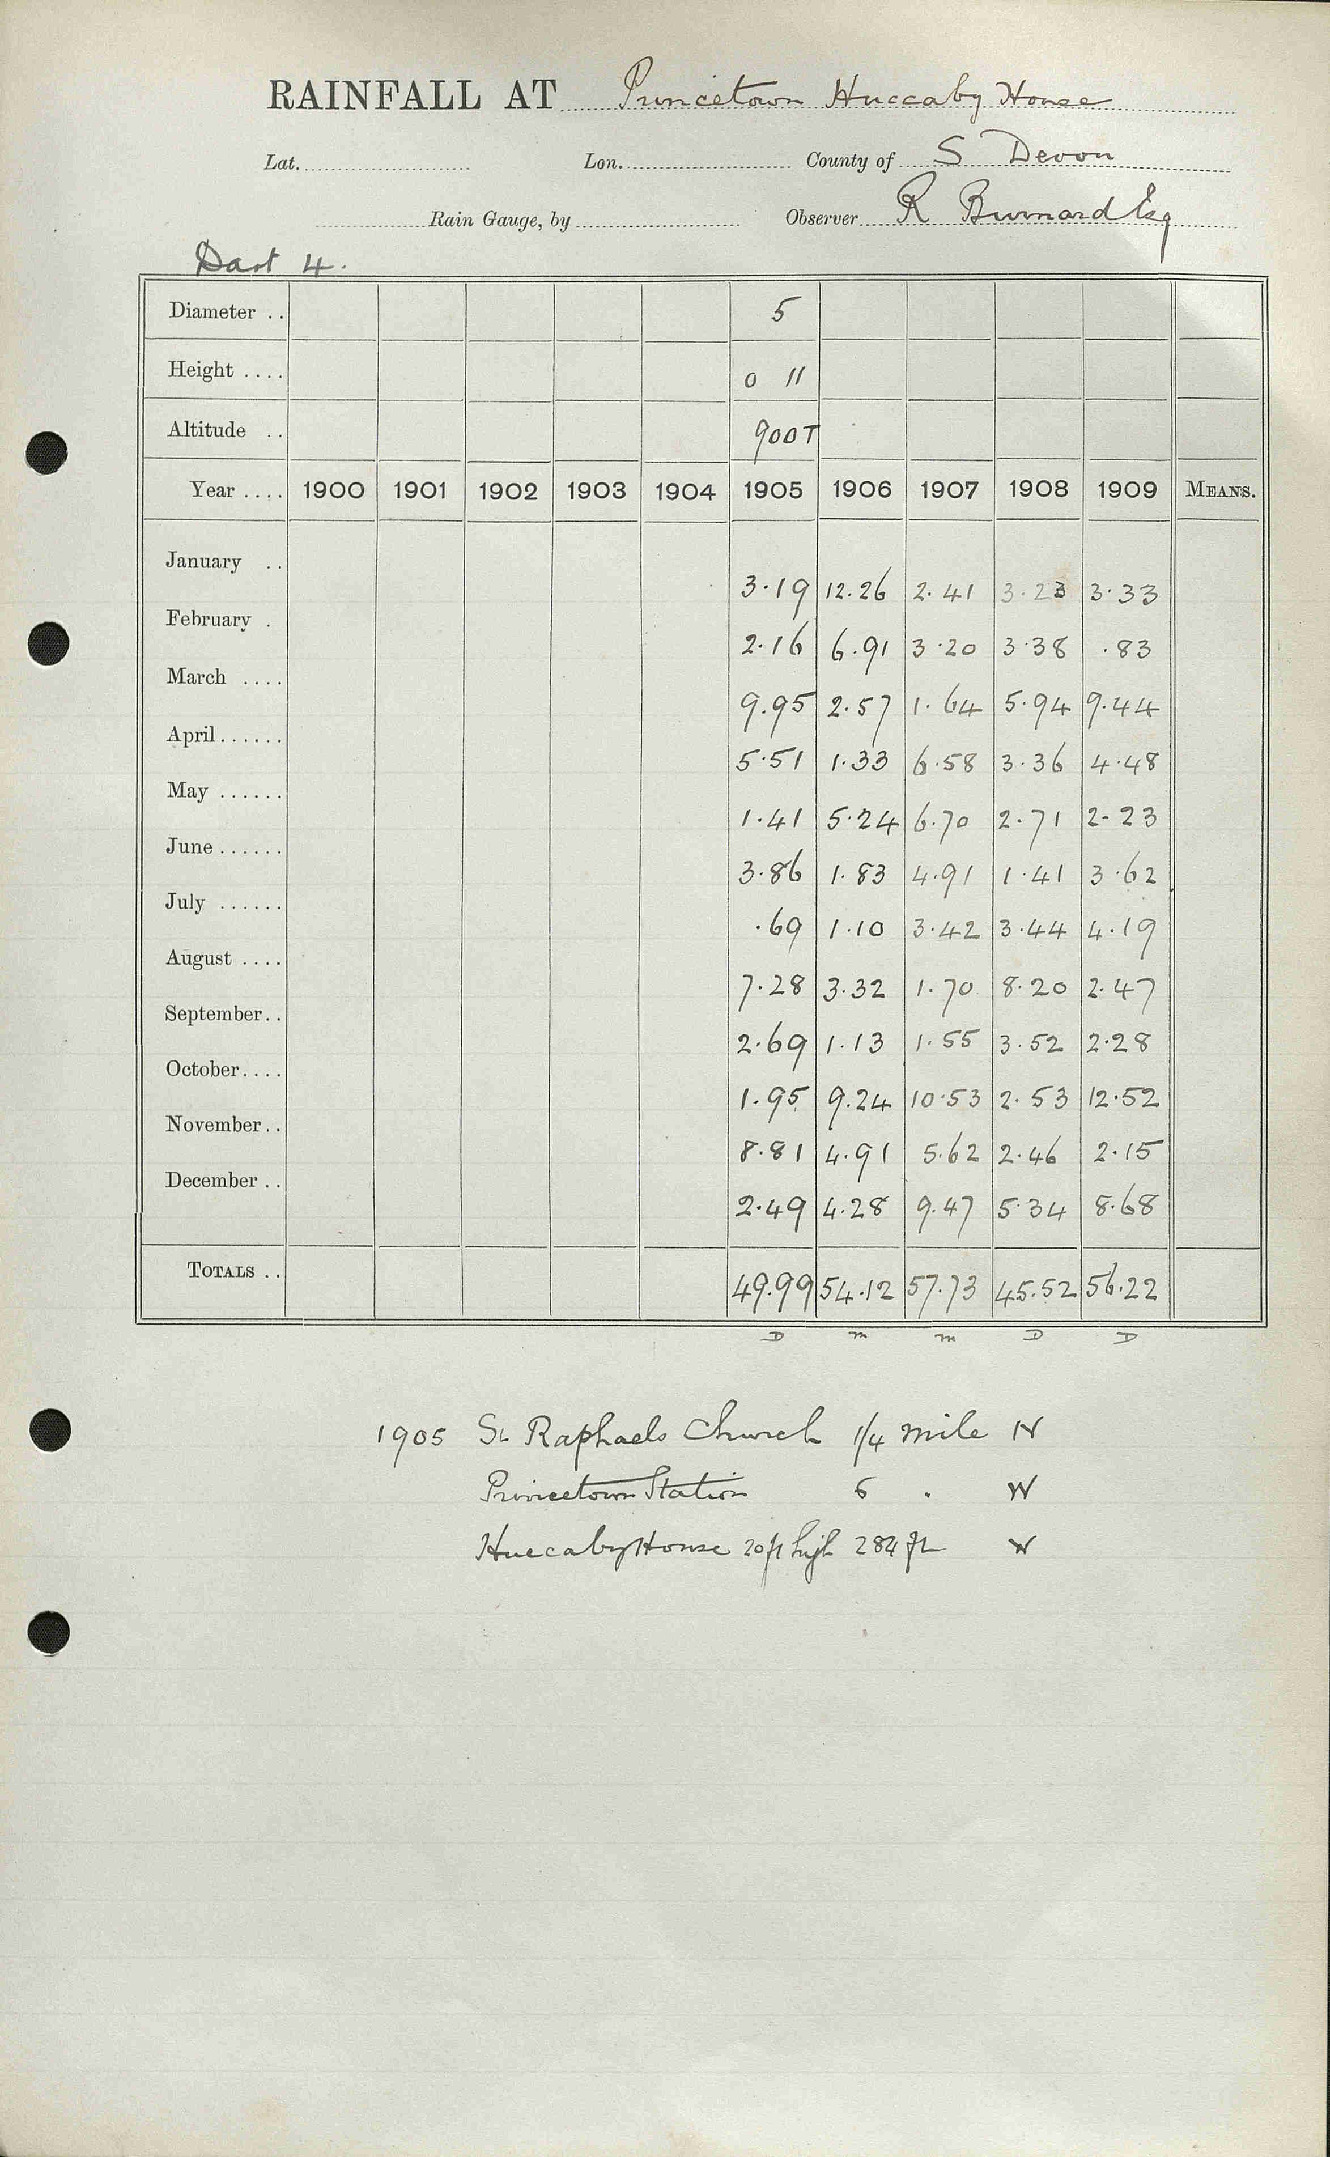 RAINFALL AT Princetown Huccaby House
Lat. Lon. County of S Devon
Rain Gauge, by Observer R Burnard Esq
Dart 4.
Diameter .. 5
Height .... 0 11
Altitude .. 900T
Year .... 1900 1901 1902 1903 1904 1905 1906 1907 1908 1909 MEANS.
January .. 3.19 12.26 2.41 3.23 3.33
February . 2.16 6.91 3.20 3.38 .83
March .... 9.95 2.57 1.64 5.94 9.44
April...... 5.51 1.33 6.58 3.36 4.48
May ...... 1.41 5.24 6.70 2.71 2.23
June ...... 3.86 1.83 4.91 1.41 3.62
July ...... .69 1.10 3.42 3.44 4.19
August .... 7.28 3.32 1.70 8.20 2.47
September.. 2.69 1.13 1.55 3.52 2.28
October.... 1.95 9.24 10.53 2.53 12.52
November.. 8.81 4.91 5.62 2.46 2.15
December .. 2.49 4.28 9.47 5.34 8.68
TOTALS .. 49.99 54.12 57.73 45.52 56.22
D m m D D
1905 St Raphaels Church 1/4 mile N
Princetown Station 6 . W
Huccaby House 20ft high 284 ft W